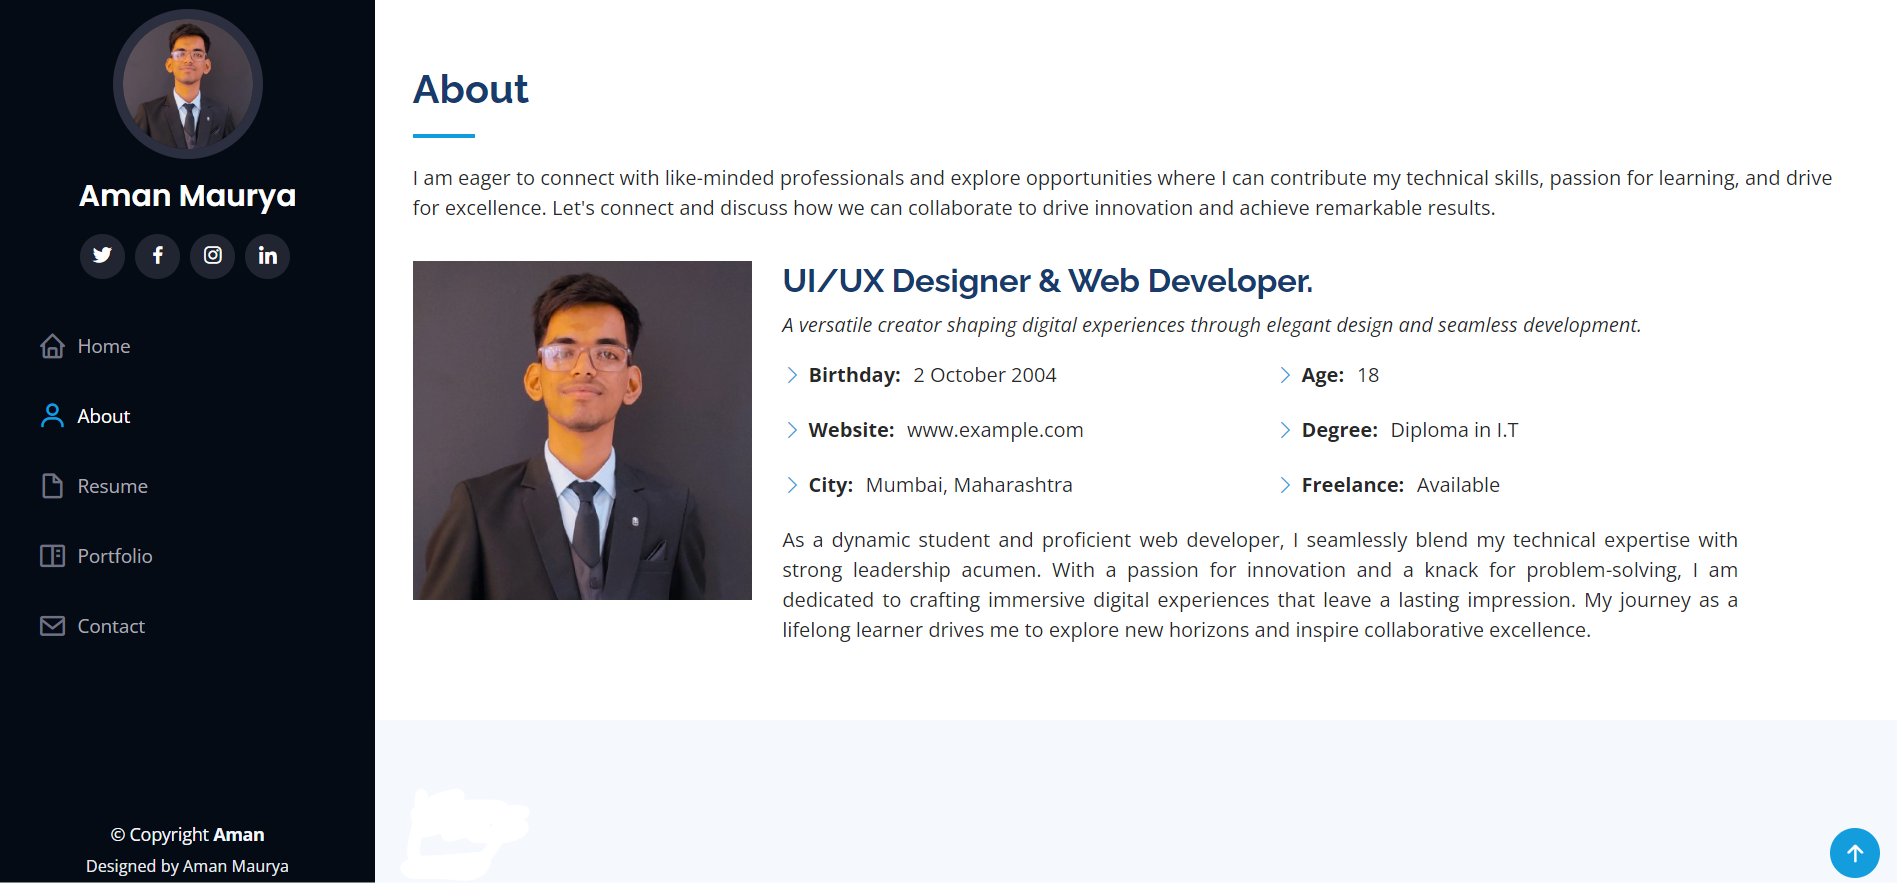 Aman Maurya
Home
About
Resume
Portfolio
Contact
© Copyright Aman
Designed by Aman Maurya
About
I am eager to connect with like-minded professionals and explore opportunities where I can contribute my technical skills, passion for learning, and drive
for excellence. Let's connect and discuss how we can collaborate to drive innovation and achieve remarkable results.
UI/UX Designer & Web Developer.
A versatile creator shaping digital experiences through elegant design and seamless development.
Birthday: 2 October 2004
Age: 18
Website: www.example.com
Degree: Diploma in I.T
City: Mumbai, Maharashtra
Freelance: Available
As a dynamic student and proficient web developer, I seamlessly blend my technical expertise with
strong leadership acumen. With a passion for innovation and a knack for problem-solving, I am
dedicated to crafting immersive digital experiences that leave a lasting impression. My journey as a
lifelong learner drives me to explore new horizons and inspire collaborative excellence.